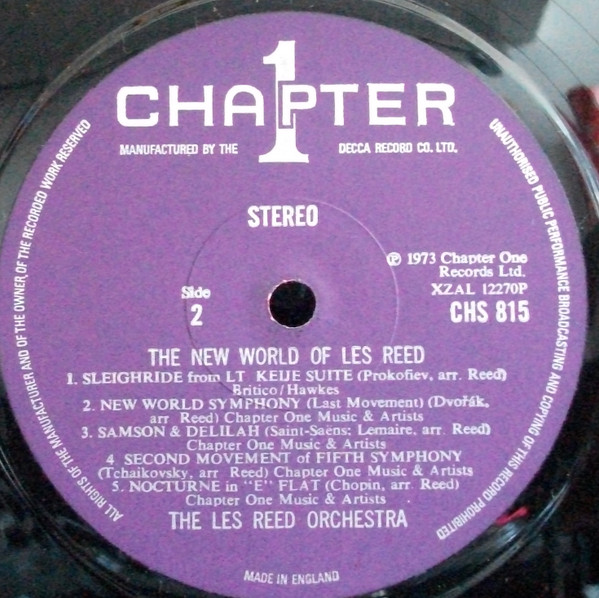 CHAPTER 1
MANUFACTURED BY THE DECCA RECORD CO. LTD.
STEREO
℗ 1973 Chapter One
Records Ltd.
XZAL 12270P
CHS 815
Side
2
THE NEW WORLD OF LES REED
1. SLEIGHRIDE from LT KEIJE SUITE (Prokofiev, arr. Reed)
Britico/Hawkes
2. NEW WORLD SYMPHONY (Last Movement) (Dvořák,
arr. Reed) Chapter One Music & Artists
3. SAMSON & DELILAH (Saint-Saëns: Lemaire, arr. Reed)
Chapter One Music & Artists
4 SECOND MOVEMENT of FIFTH SYMPHONY
(Tchaikovsky, arr. Reed) Chapter One Music & Artists
5. NOCTURNE in "E" FLAT (Chopin, arr. Reed)
Chapter One Music & Artists
THE LES REED ORCHESTRA
MADE IN ENGLAND
ALL RIGHTS OF THE MANUFACTURER AND OF THE OWNER OF THE RECORDED WORK RESERVED
UNAUTHORISED PUBLIC PERFORMANCE BROADCASTING AND COPYING OF THIS RECORD PROHIBITED